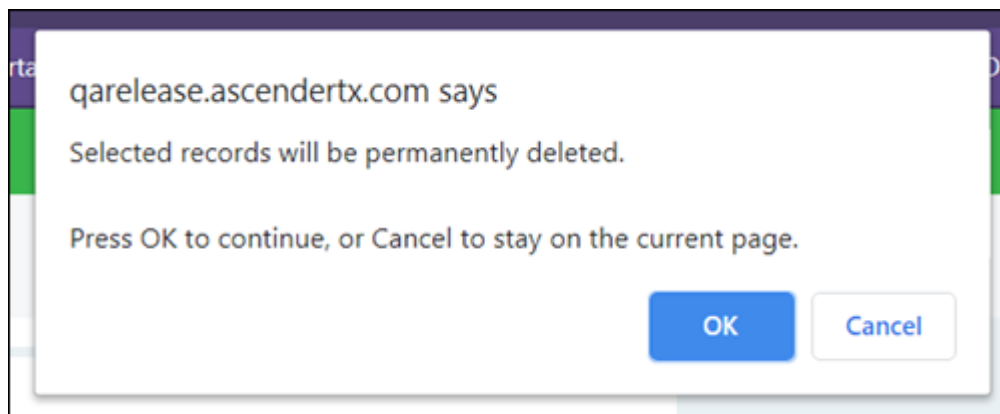 qarelease.ascendertx.com says
Selected records will be permanently deleted.
Press OK to continue, or Cancel to stay on the current page.
OK
Cancel